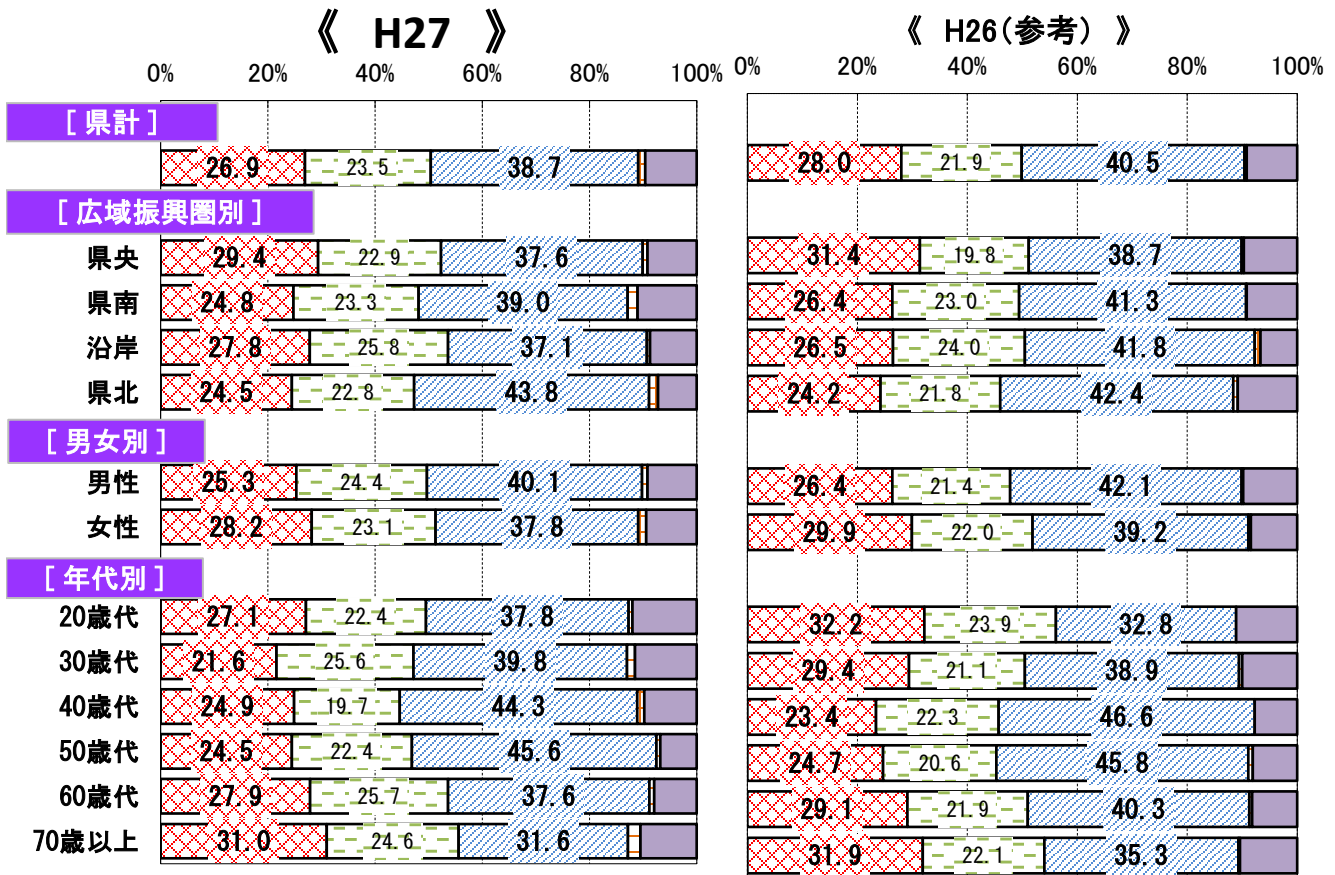 《 H27 》
《 H26(参考) 》
0% 20% 40% 60% 80% 100%
0% 20% 40% 60% 80% 100%
[ 県計 ]
26.9 23.5 38.7
28.0 21.9 40.5
[ 広域振興圏別 ]
県央 29.4 22.9 37.6
31.4 19.8 38.7
県南 24.8 23.3 39.0
26.4 23.0 41.3
沿岸 27.8 25.8 37.1
26.5 24.0 41.8
県北 24.5 22.8 43.8
24.2 21.8 42.4
[ 男女別 ]
男性 25.3 24.4 40.1
26.4 21.4 42.1
女性 28.2 23.1 37.8
29.9 22.0 39.2
[ 年代別 ]
20歳代 27.1 22.4 37.8
32.2 23.9 32.8
30歳代 21.6 25.6 39.8
29.4 21.1 38.9
40歳代 24.9 19.7 44.3
23.4 22.3 46.6
50歳代 24.5 22.4 45.6
24.7 20.6 45.8
60歳代 27.9 25.7 37.6
29.1 21.9 40.3
70歳以上 31.0 24.6 31.6
31.9 22.1 35.3